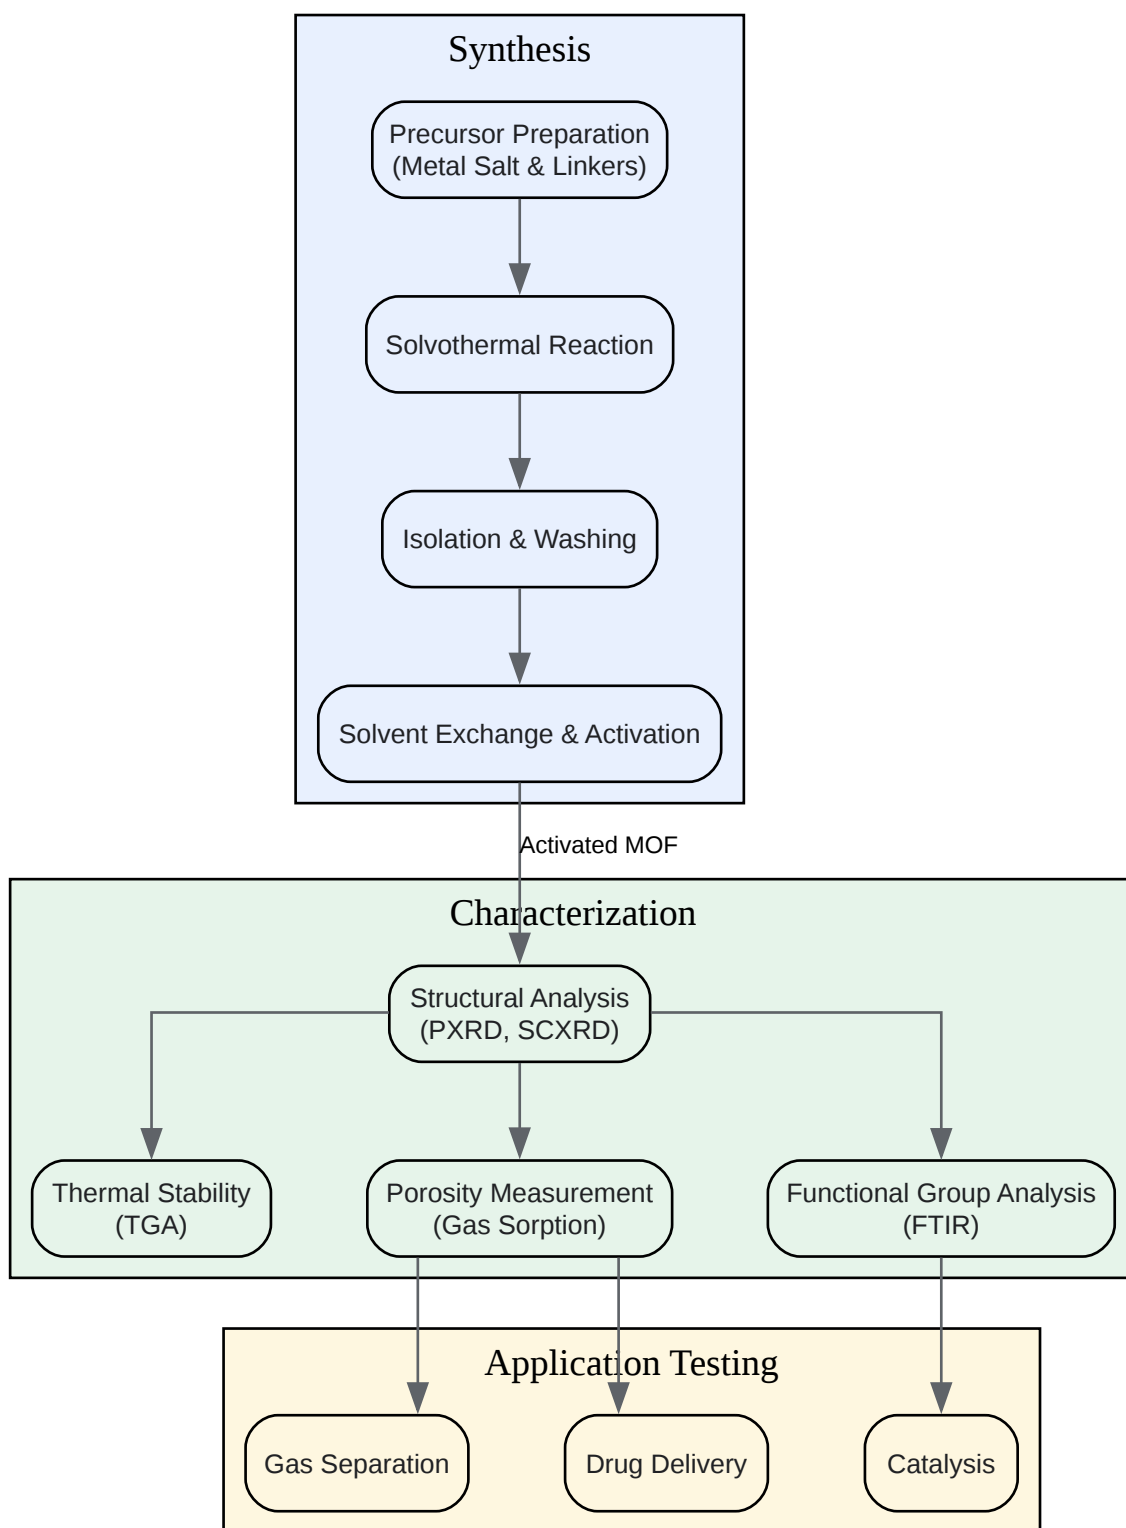 Synthesis
Precursor Preparation
(Metal Salt & Linkers)
Solvothermal Reaction
Isolation & Washing
Solvent Exchange & Activation
Activated MOF
Characterization
Structural Analysis
(PXRD, SCXRD)
Thermal Stability
(TGA)
Porosity Measurement
(Gas Sorption)
Functional Group Analysis
(FTIR)
Application Testing
Gas Separation
Drug Delivery
Catalysis